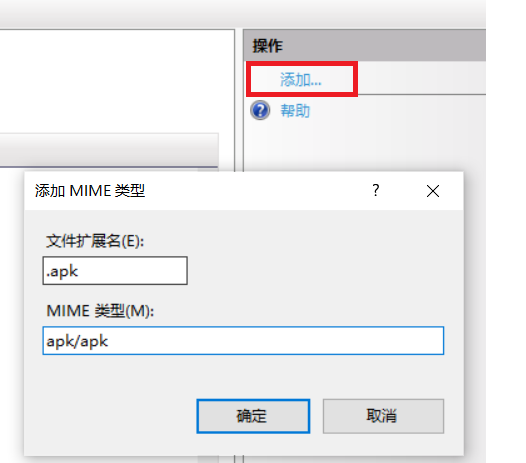 操作
添加...
帮助
添加 MIME 类型
?
文件扩展名(E):
.apk
MIME 类型(M):
apk/apk
确定
取消